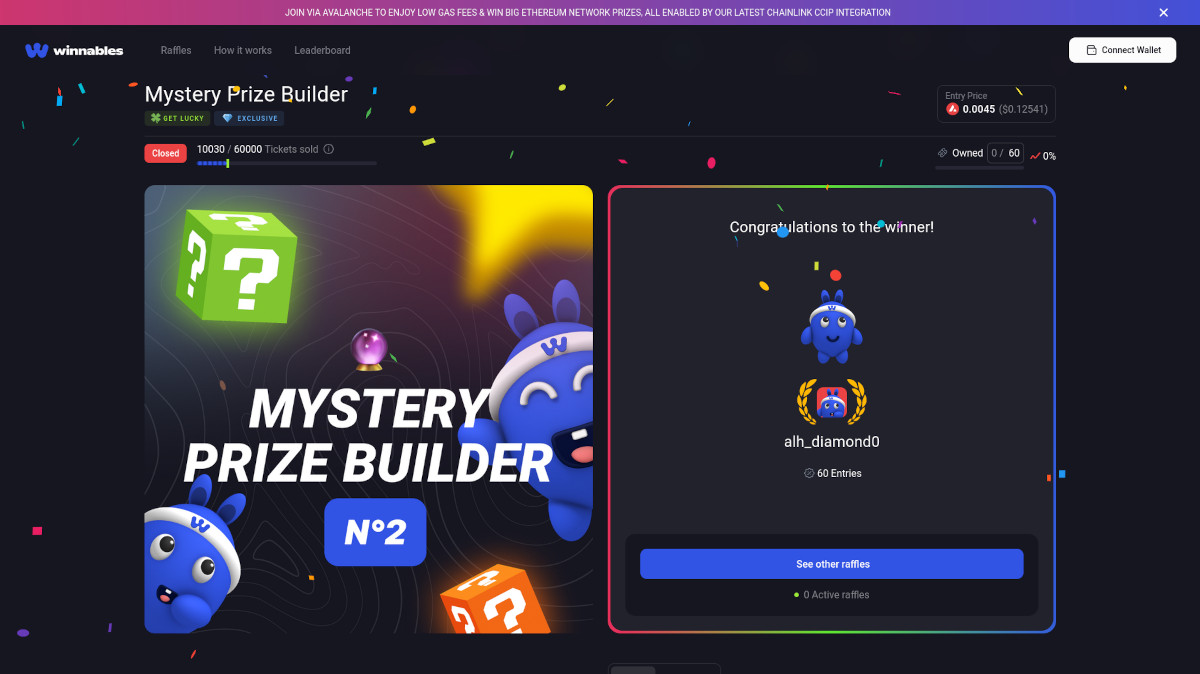 JOIN VIA AVALANCHE TO ENJOY LOW GAS FEES & WIN BIG ETHEREUM NETWORK PRIZES, ALL ENABLED BY OUR LATEST CHAINLINK CCIP INTEGRATION
winnables
Raffles
How it works
Leaderboard
Connect Wallet
Mystery Prize Builder
GET LUCKY
EXCLUSIVE
Entry Price
0.0045 ($0.12541)
Closed
10030 / 60000 Tickets sold
Owned 0 / 60
0%
? ? ?
MYSTERY
PRIZE BUILDER
N°2
? ?
Congratulations to the winner!
alh_diamond0
60 Entries
See other raffles
0 Active raffles